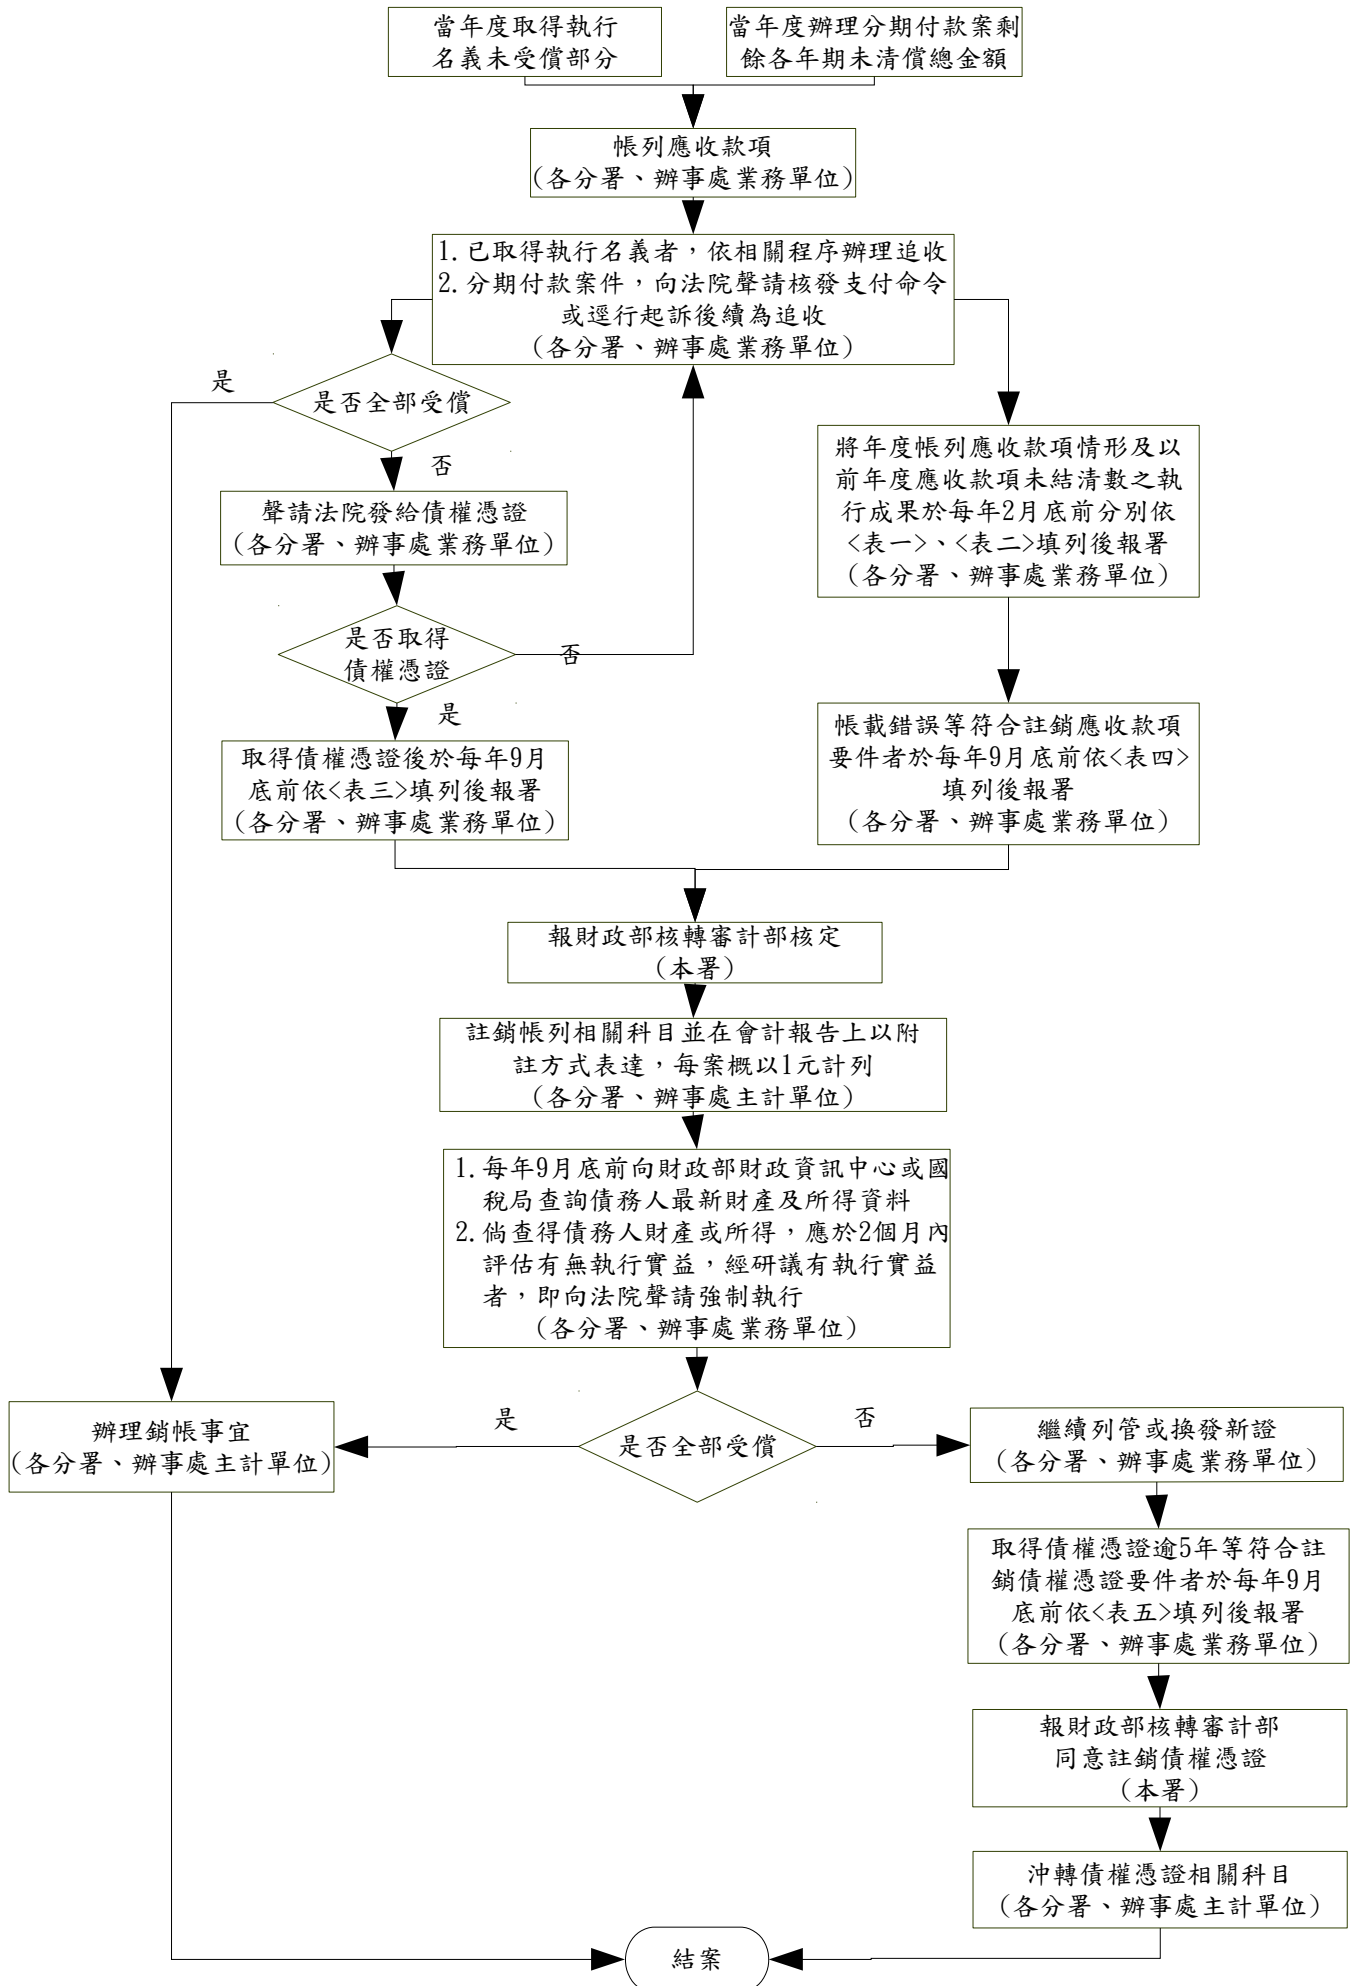 當年度取得執行
名義未受償部分
當年度辦理分期付款案剩
餘各年期未清償總金額
帳列應收款項
(各分署、辦事處業務單位)
1.已取得執行名義者，依相關程序辦理追收
2.分期付款案件，向法院聲請核發支付命令
或逕行起訴後續為追收
(各分署、辦事處業務單位)
是
是否全部受償
否
聲請法院發給債權憑證
(各分署、辦事處業務單位)
是否取得
債權憑證
否
是
取得債權憑證後於每年9月
底前依<表三>填列後報署
(各分署、辦事處業務單位)
將年度帳列應收款項情形及以
前年度應收款項未結清數之執
行成果於每年2月底前分別依
<表一>、<表二>填列後報署
(各分署、辦事處業務單位)
帳載錯誤等符合註銷應收款項
要件者於每年9月底前依<表四>
填列後報署
(各分署、辦事處業務單位)
報財政部核轉審計部核定
(本署)
註銷帳列相關科目並在會計報告上以附
註方式表達，每案概以1元計列
(各分署、辦事處主計單位)
1.每年9月底前向財政部財政資訊中心或國
稅局查詢債務人最新財產及所得資料
2.倘查得債務人財產或所得，應於2個月內
評估有無執行實益，經研議有執行實益
者，即向法院聲請強制執行
(各分署、辦事處業務單位)
是
是否全部受償
否
辦理銷帳事宜
(各分署、辦事處主計單位)
繼續列管或換發新證
(各分署、辦事處業務單位)
取得債權憑證逾5年等符合註
銷債權憑證要件者於每年9月
底前依<表五>填列後報署
(各分署、辦事處業務單位)
報財政部核轉審計部
同意註銷債權憑證
(本署)
沖轉債權憑證相關科目
(各分署、辦事處主計單位)
結案